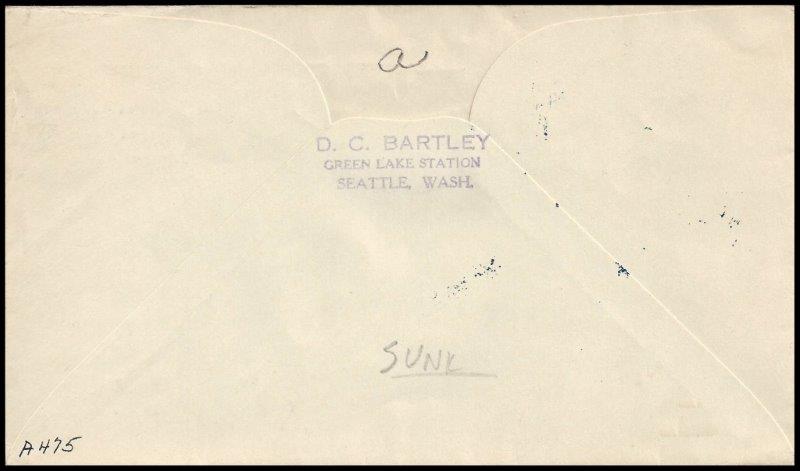 a
D. C. BARTLEY
GREEN LAKE STATION
SEATTLE, WASH.
SUNK
A475